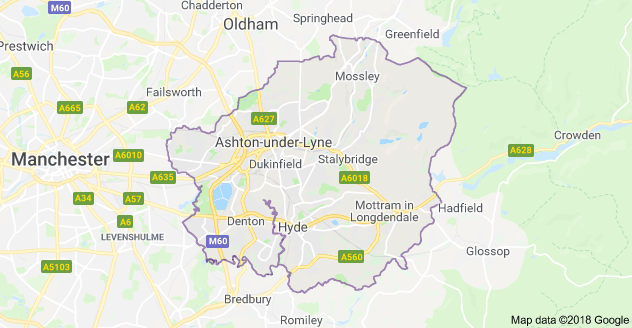 M60
Chadderton
Springhead
Oldham
Greenfield
Prestwich
A56
Mossley
Failsworth
A665
A62
A627
Crowden
Ashton-under-Lyne
A628
Manchester
A6010
Dukinfield
Stalybridge
A635
A6018
A34
A57
Mottram in
Longdendale
Hadfield
A6
Denton
Hyde
LEVENSHULME
M60
Glossop
A560
A5103
Bredbury
Romiley
Map data ©2018 Google